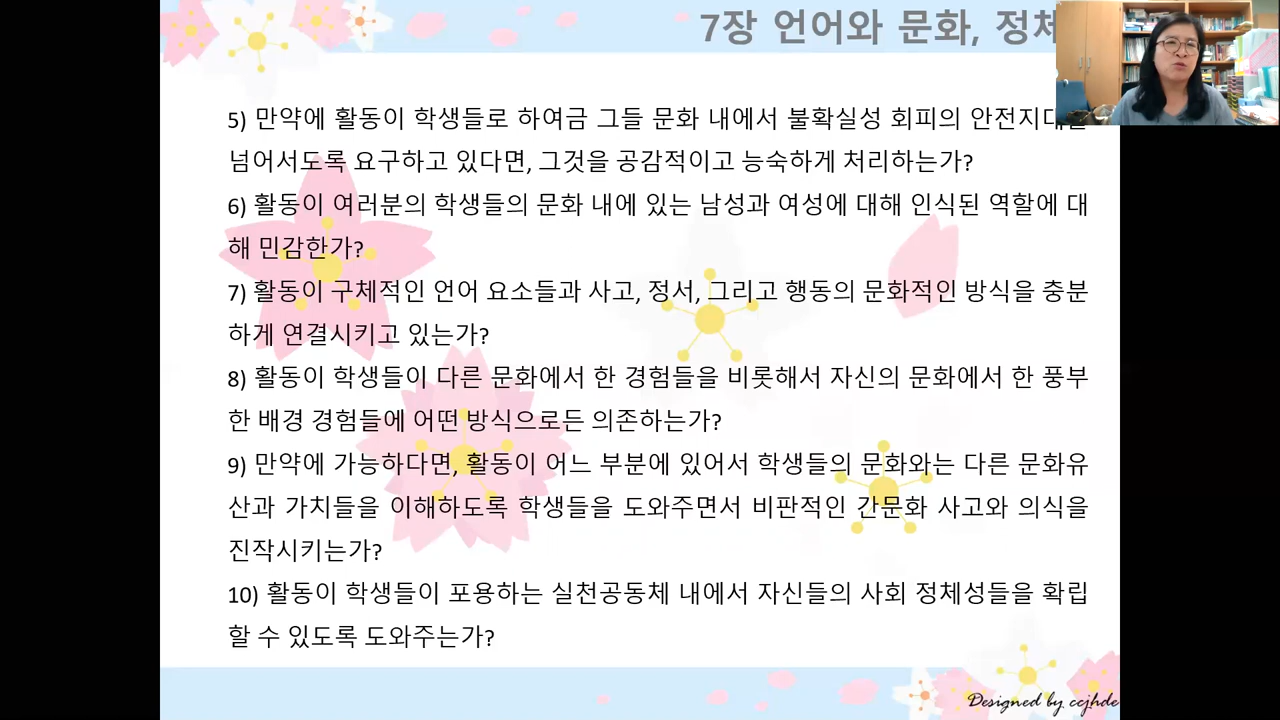 7장 언어와 문화, 정체
5) 만약에 활동이 학생들로 하여금 그들 문화 내에서 불확실성 회피의 안전지대를
넘어서도록 요구하고 있다면, 그것을 공감적이고 능숙하게 처리하는가?
6) 활동이 여러분의 학생들의 문화 내에 있는 남성과 여성에 대해 인식된 역할에 대
해 민감한가?
7) 활동이 구체적인 언어 요소들과 사고, 정서, 그리고 행동의 문화적인 방식을 충분
하게 연결시키고 있는가?
8) 활동이 학생들이 다른 문화에서 한 경험들을 비롯해서 자신의 문화에서 한 풍부
한 배경 경험들에 어떤 방식으로든 의존하는가?
9) 만약에 가능하다면, 활동이 어느 부분에 있어서 학생들의 문화와는 다른 문화유
산과 가치들을 이해하도록 학생들을 도와주면서 비판적인 간문화 사고와 의식을
진작시키는가?
10) 활동이 학생들이 포용하는 실천공동체 내에서 자신들의 사회 정체성들을 확립
할 수 있도록 도와주는가?
Designed by ccjhde